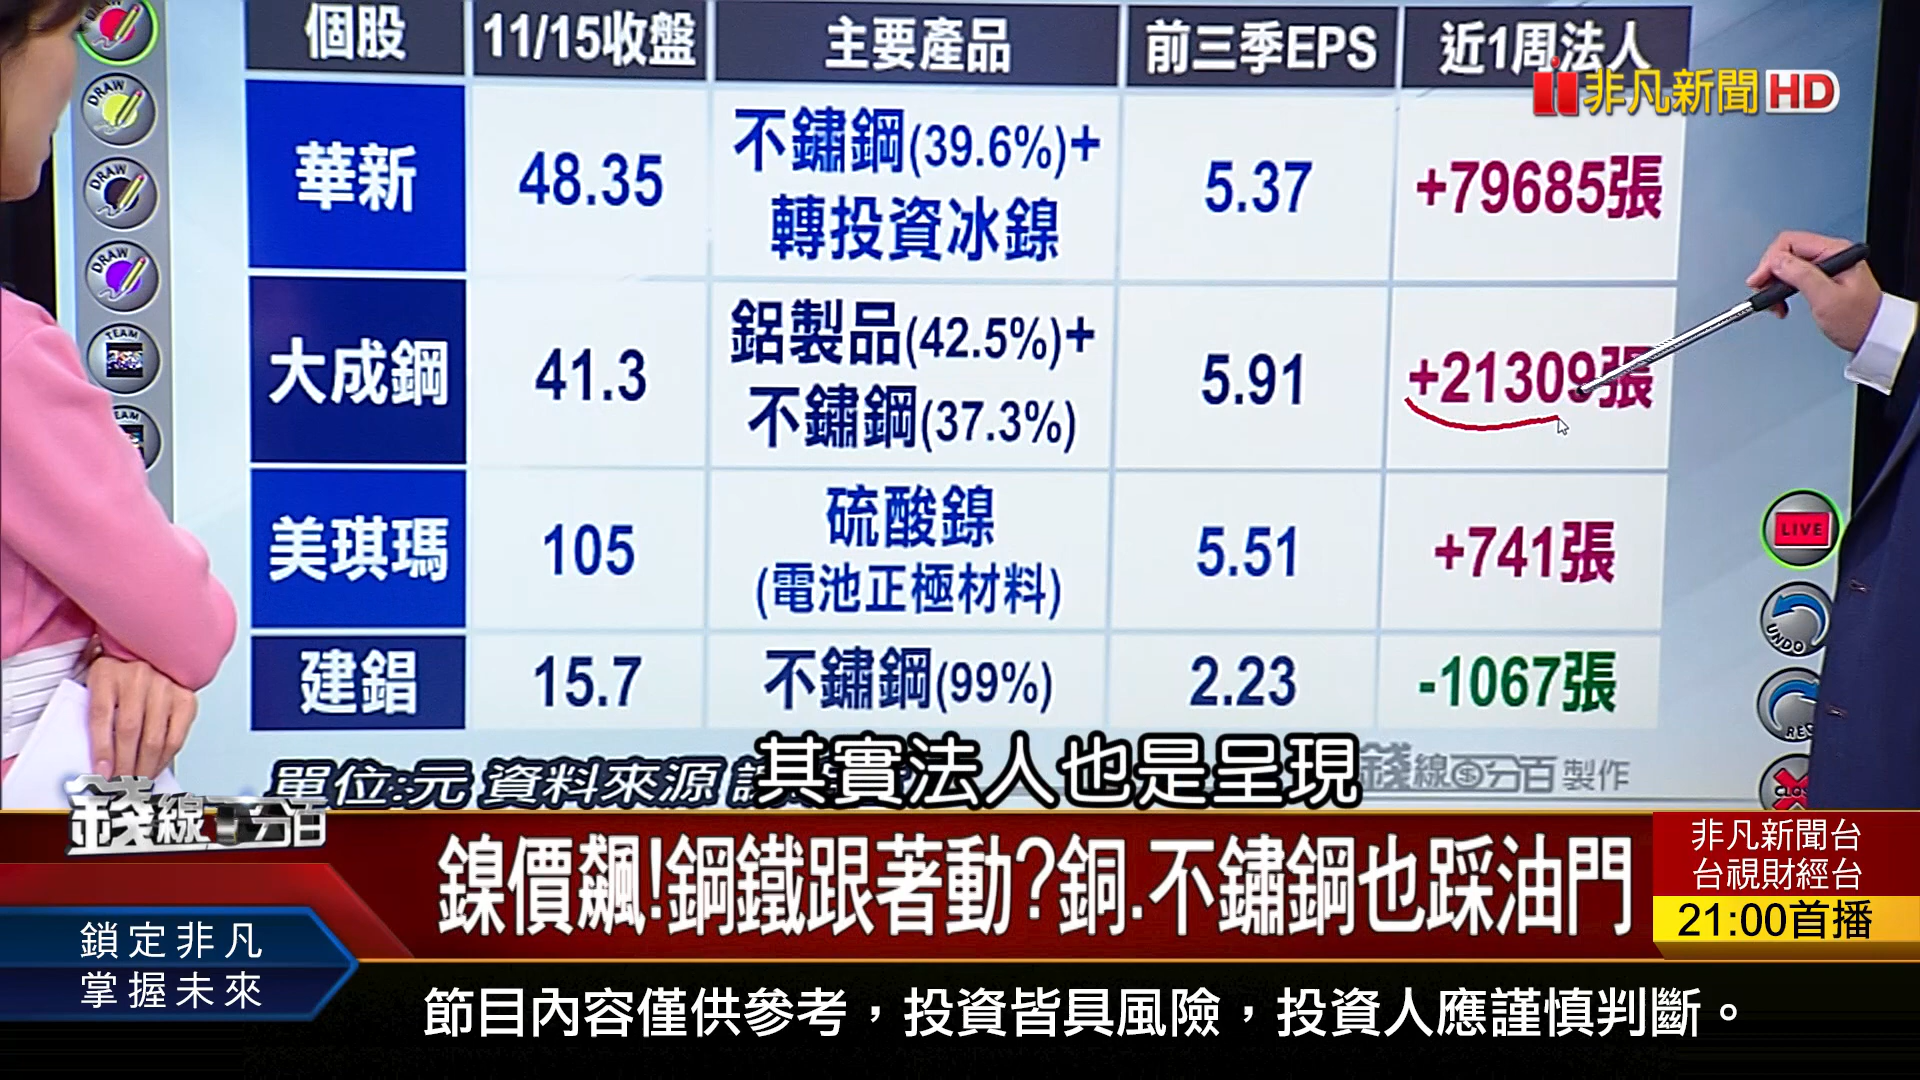 個股 11/15收盤 主要產品 前三季EPS 近1周法人
非凡新聞 HD
華新 48.35 不鏽鋼(39.6%)+ 5.37 +79685張
轉投資冰鎳
大成鋼 41.3 鋁製品(42.5%)+ 5.91 +21309張
不鏽鋼(37.3%)
美琪瑪 105 硫酸鎳 5.51 +741張
(電池正極材料)
建錩 15.7 不鏽鋼(99%) 2.23 -1067張
DRAW
DRAW
DRAW
TEAM
LIVE
UNDO
單位:元 資料來源
其實法人也是呈現
錢線百分百 製作
錢線百分百
鎳價飆!鋼鐵跟著動?銅.不鏽鋼也踩油門
非凡新聞台
台視財經台
21:00首播
鎖定非凡
掌握未來
節目內容僅供參考，投資皆具風險，投資人應謹慎判斷。